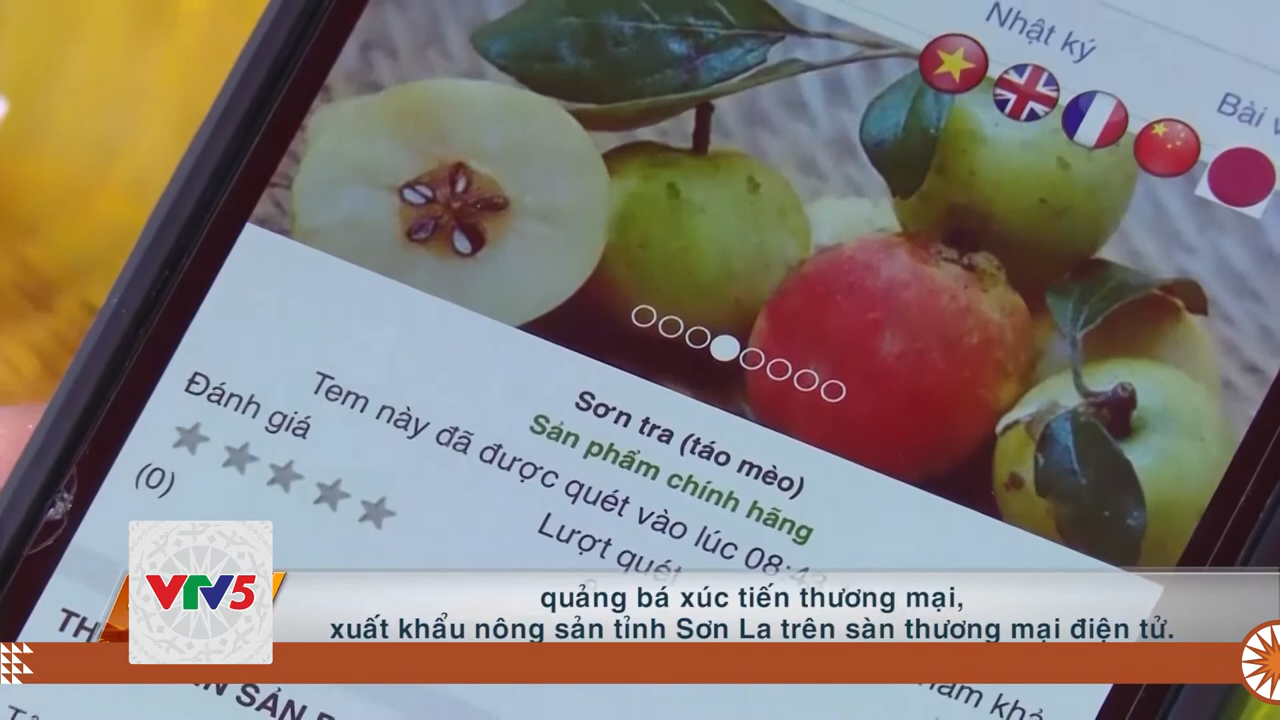 Nhật ký
Bài
Sơn tra (táo mèo)
Sản phẩm chính hãng
Tem này đã được quét vào lúc 08:42
Lượt quét
Đánh giá
(0)
VTV5
quảng bá xúc tiến thương mại,
xuất khẩu nông sản tỉnh Sơn La trên sàn thương mại điện tử.
SẢN